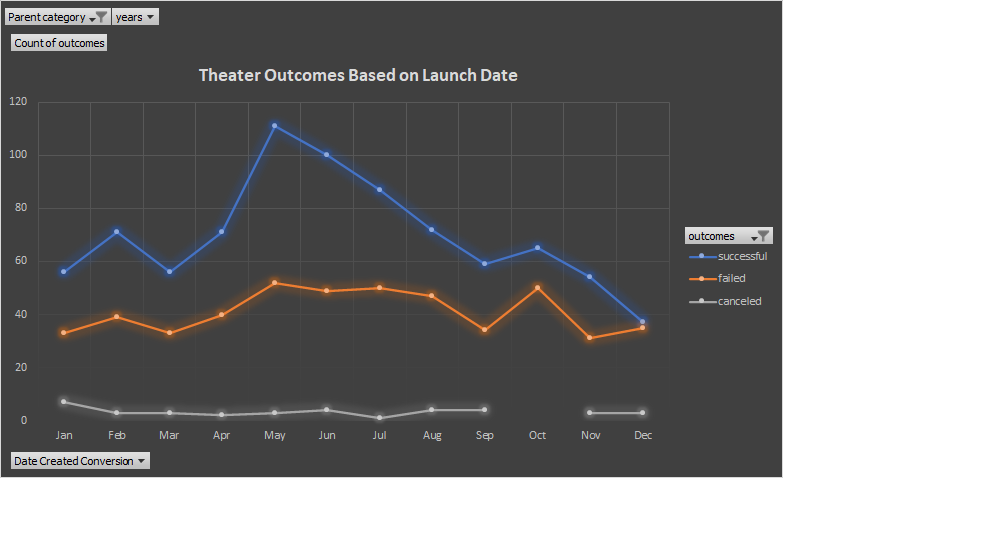 Parent category years
Count of outcomes
Theater Outcomes Based on Launch Date
120
100
80
60
40
20
0
Jan Feb Mar Apr May Jun Jul Aug Sep Oct Nov Dec
outcomes
successful
failed
canceled
Date Created Conversion